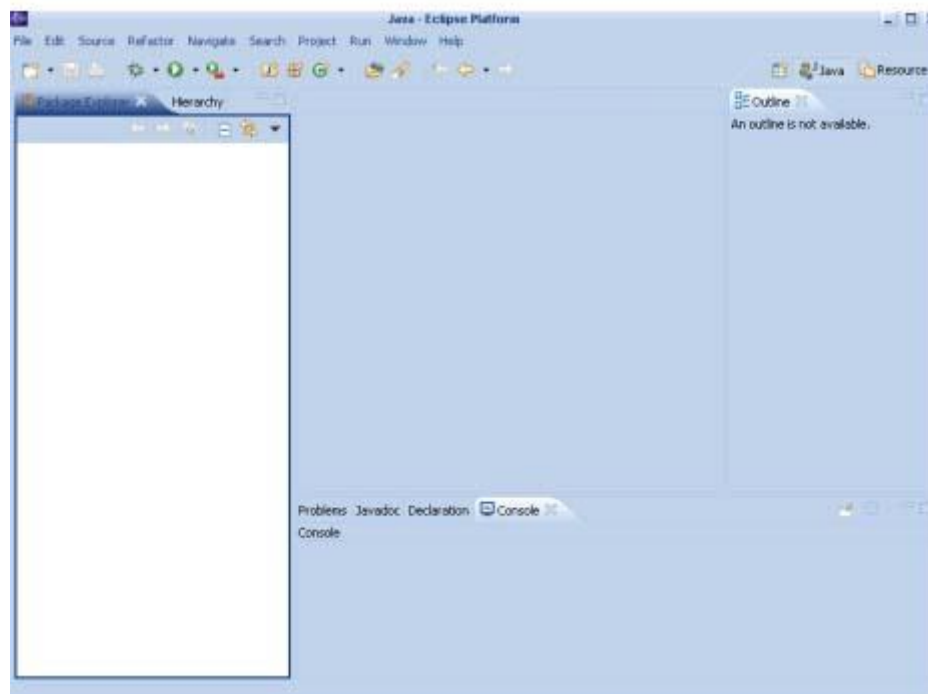 Java - Eclipse Platform
File Edit Source Refactor Navigate Search Project Run Window Help
Java Resource
Package Explorer Hierarchy
Outline
An outline is not available.
Problems Javadoc Declaration Console
Console